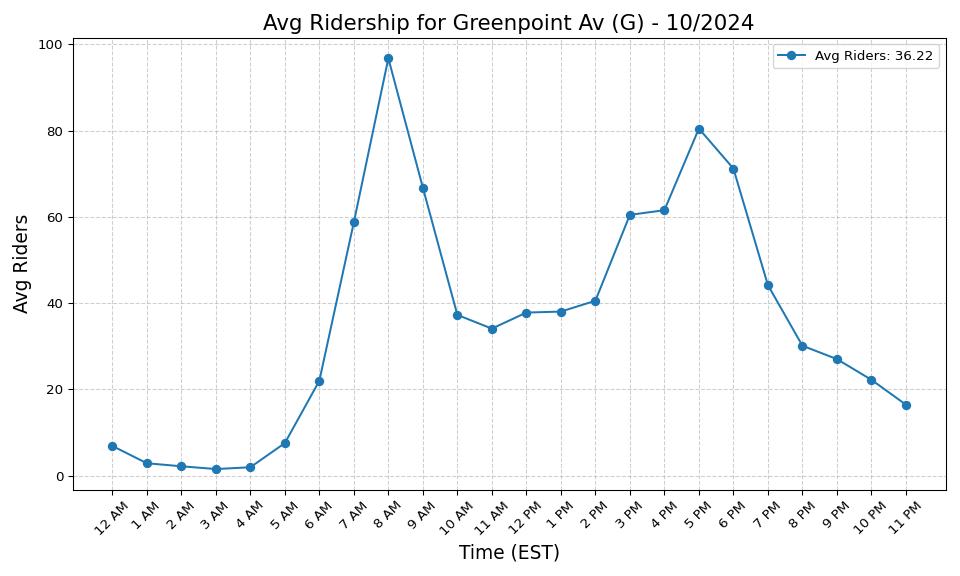 Avg Ridership for Greenpoint Av (G) - 10/2024
Avg Riders: 36.22
Avg Riders
100
80
60
40
20
0
12 AM
1 AM
2 AM
3 AM
4 AM
5 AM
6 AM
7 AM
8 AM
9 AM
10 AM
11 AM
12 PM
1 PM
2 PM
3 PM
4 PM
5 PM
6 PM
7 PM
8 PM
9 PM
10 PM
11 PM
Time (EST)